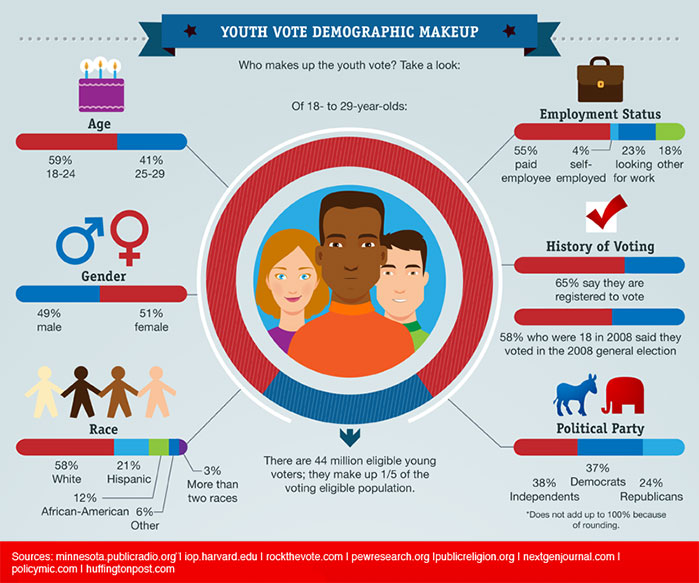 YOUTH VOTE DEMOGRAPHIC MAKEUP
Who makes up the youth vote? Take a look:
Of 18- to 29-year-olds:
Age
59%
18-24
41%
25-29
Gender
49%
male
51%
female
Race
58%
White
21%
Hispanic
12%
African-American
6%
Other
3%
More than
two races
There are 44 million eligible young
voters; they make up 1/5 of the
voting eligible population.
Employment Status
55%
paid
employee
4%
self-
employed
23%
looking
for work
18%
other
History of Voting
65% say they are
registered to vote
58% who were 18 in 2008 said they
voted in the 2008 general election
Political Party
38%
Independents
37%
Democrats
24%
Republicans
*Does not add up to 100% because
of rounding.
Sources: minnesota.publicradio.org l iop.harvard.edu l rockthevote.com l pewresearch.org lpublicreligion.org l nextgenjournal.com l
policymic.com l huffingtonpost.com